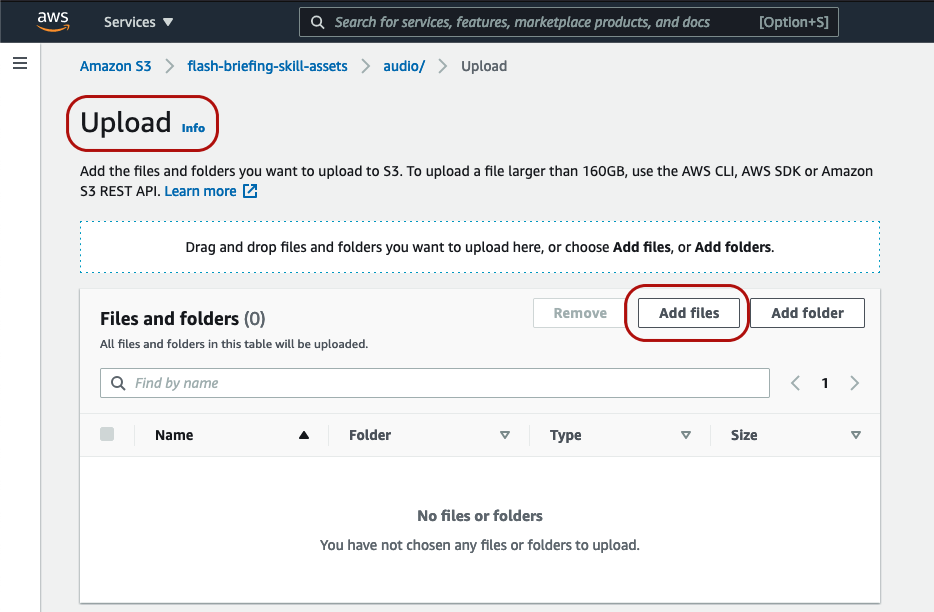 aws Services Search for services, features, marketplace products, and docs [Option+S]
Amazon S3 flash-briefing-skill-assets audio/ Upload
Upload Info
Add the files and folders you want to upload to S3. To upload a file larger than 160GB, use the AWS CLI, AWS SDK or Amazon
S3 REST API. Learn more
Drag and drop files and folders you want to upload here, or choose Add files, or Add folders.
Files and folders (0) Remove Add files Add folder
All files and folders in this table will be uploaded.
Find by name 1
Name Folder Type Size
No files or folders
You have not chosen any files or folders to upload.